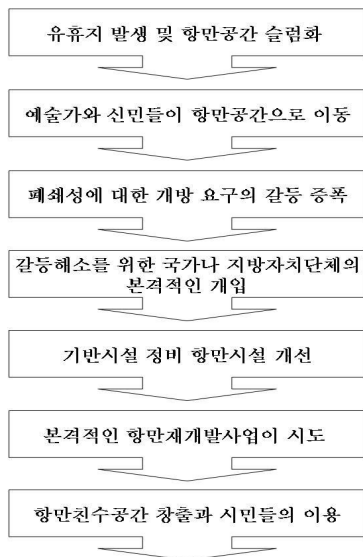 유휴지 발생 및 항만공간 슬럼화
예술가와 신민들이 항만공간으로 이동
폐쇄성에 대한 개방 요구의 갈등 증폭
갈등해소를 위한 국가나 지방자치단체의
본격적인 개입
기반시설 정비 항만시설 개선
본격적인 항만재개발사업이 시도
항만친수공간 창출과 시민들의 이용